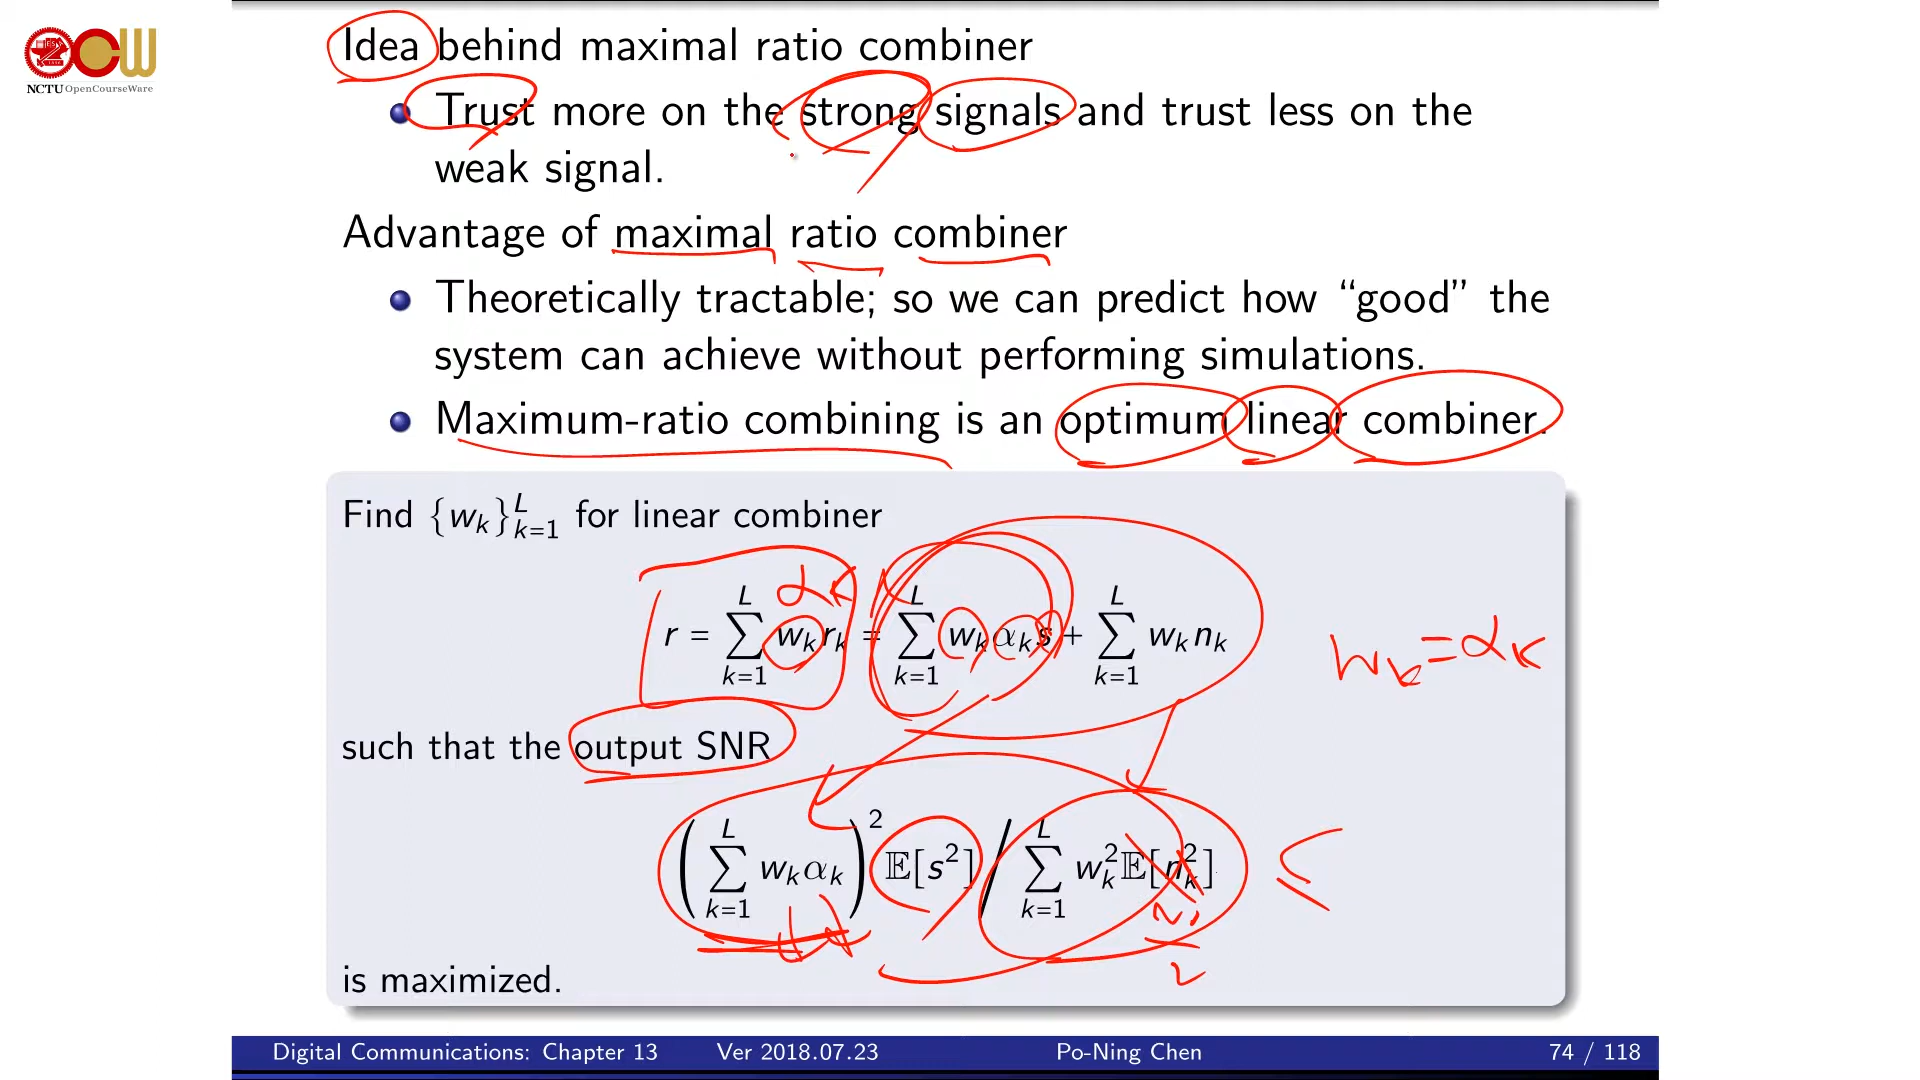 NCTU OpenCourseWare
Idea behind maximal ratio combiner
Trust more on the strong signals and trust less on the
weak signal.
Advantage of maximal ratio combiner
Theoretically tractable; so we can predict how “good” the
system can achieve without performing simulations.
Maximum-ratio combining is an optimum linear combiner.
Find {w_k}_{k=1}^L for linear combiner
α_k
r = ∑_{k=1}^L w_k r_k = ∑_{k=1}^L w_k α_k s + ∑_{k=1}^L w_k n_k
w_k = α_k
such that the output SNR
(∑_{k=1}^L w_k α_k)^2 𝔼[s^2] / ∑_{k=1}^L w_k^2 𝔼[n_k^2] ≤
is maximized.
Digital Communications: Chapter 13 Ver 2018.07.23 Po-Ning Chen 74 / 118